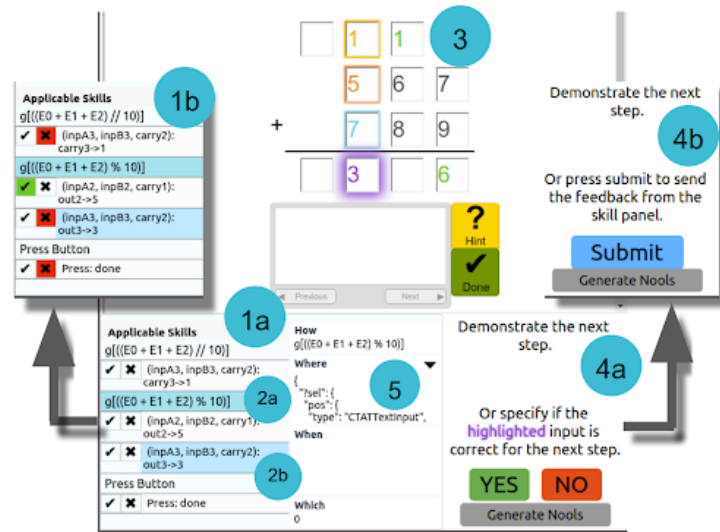 1 1 3
Applicable Skills 1b
g[((E0 + E1 + E2) // 10)]
✔ ✖ (inpA3, inpB3, carry2):
carry3->1
g[((E0 + E1 + E2) % 10)]
✔ ✖ (inpA2, inpB2, carry1):
out2->5
✔ ✖ (inpA3, inpB3, carry2):
out3->3
Press Button
✔ ✖ Press: done
5 6 7
+ 7 8 9
3 6
?
Hint
✔
Done
◀ Previous
Next ▶
Demonstrate the next
step.
4b
Or press submit to send
the feedback from the
skill panel.
Submit
Generate Nools
Applicable Skills 1a
g[((E0 + E1 + E2) // 10)]
✔ ✖ (inpA3, inpB3, carry2):
carry3->1
g[((E0 + E1 + E2) % 10)] 2a
✔ ✖ (inpA2, inpB2, carry1):
out2->5
✔ ✖ (inpA3, inpB3, carry2):
out3->3 2b
Press Button
✔ ✖ Press: done
How
g[((E0 + E1 + E2) % 10)]
Where
{
"?sel": {
"pos": {
"type": "CTATTextInput",
5
When
Which
0
Demonstrate the next
step.
4a
Or specify if the
highlighted input is
correct for the next step.
YES NO
Generate Nools